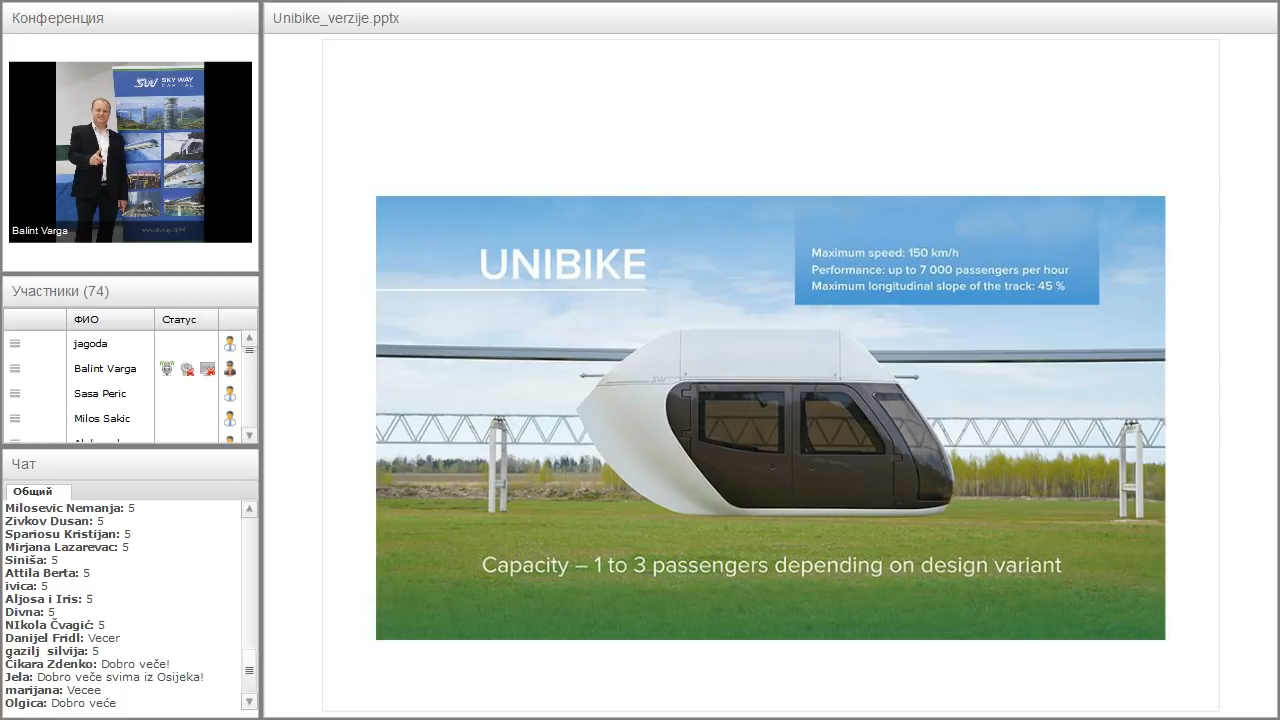 Конференция
SW SKY WAY
CAPITAL
Balint Varga
Участники (74)
ФИО
Статус
jagoda
Balint Varga
Sasa Peric
Milos Sakic
Чат
Общий
Milosevic Nemanja: 5
Zivkov Dusan: 5
Spariosu Kristijan: 5
Mirjana Lazarevac: 5
Siniša: 5
Attila Berta: 5
ivica: 5
Aljosa i Iris: 5
Divna: 5
NIkola Čvagić: 5
Danijel Fridl: Vecer
gazilj silvija: 5
Čikara Zdenko: Dobro veče!
Jela: Dobro veče svima iz Osijeka!
marijana: Vecee
Olgica: Dobro veće
Unibike_verzije.pptx
UNIBIKE
Maximum speed: 150 km/h
Performance: up to 7 000 passengers per hour
Maximum longitudinal slope of the track: 45 %
SW
Capacity – 1 to 3 passengers depending on design variant